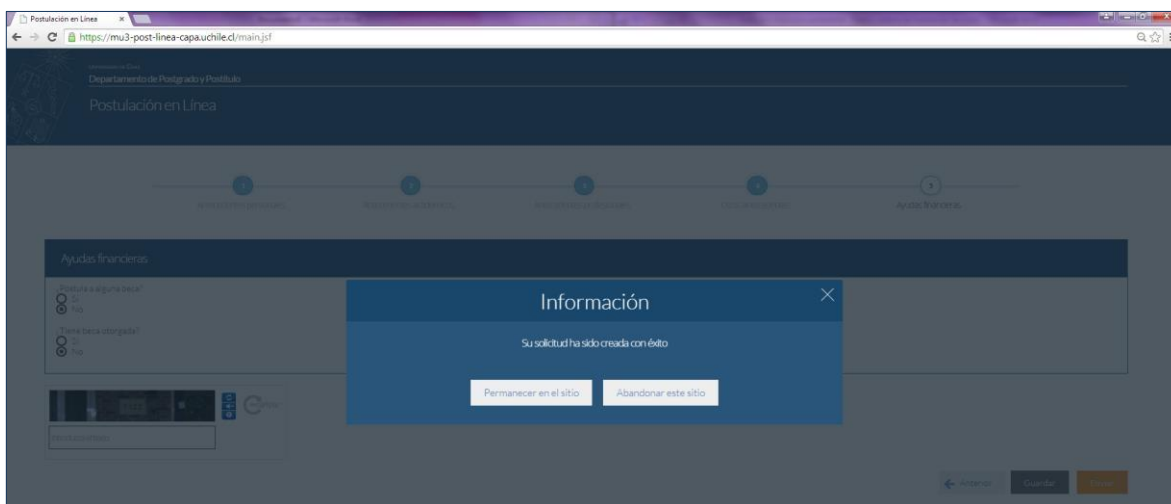 Postulación en Línea
https://mu3-post-linea-capa.uchile.cl/main.jsf
Departamento de Postgrado y Postítulo
Postulación en Línea
5
Ayudas financieras
Ayudas financieras
¿Postula a alguna beca?
Si
No
¿Tiene beca otorgada?
Si
No
Información
Su solicitud ha sido creada con éxito
Permanecer en el sitio
Abandonar este sitio
Anterior
Guardar
Enviar